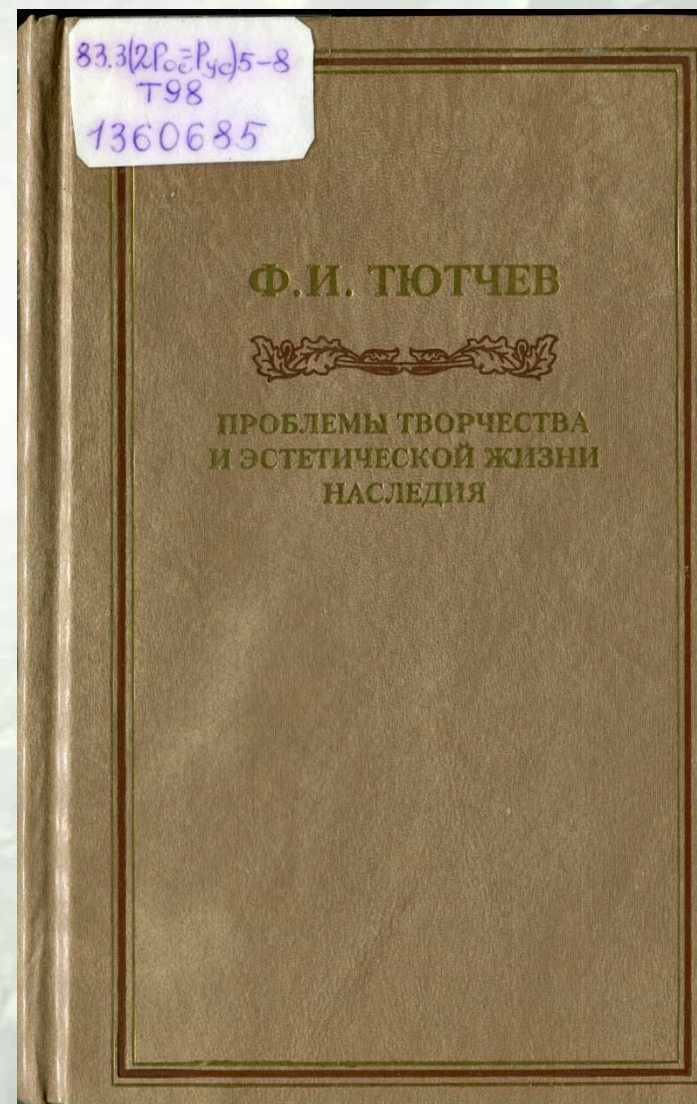 83.3(2Рос=Рус)5-8
Т98
1360685
Ф.И. ТЮТЧЕВ
ПРОБЛЕМЫ ТВОРЧЕСТВА
И ЭСТЕТИЧЕСКОЙ ЖИЗНИ
НАСЛЕДИЯ